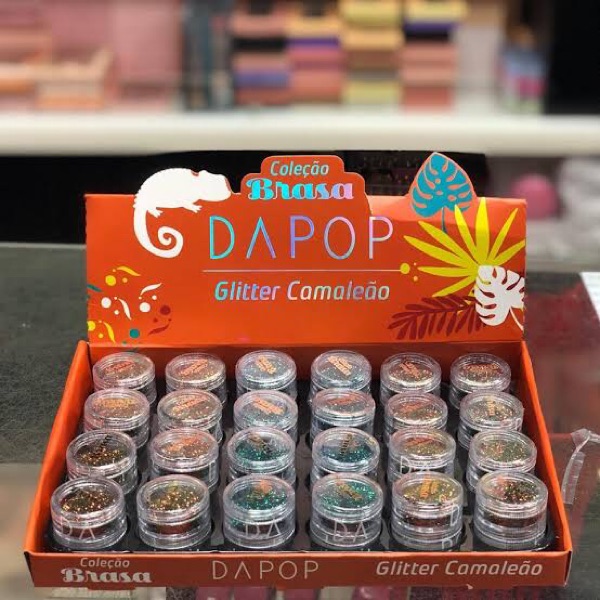 Coleção
Brasa
DAPOP
Glitter Camaleão
Coleção
Brasa
DAPOP
Glitter Camaleão